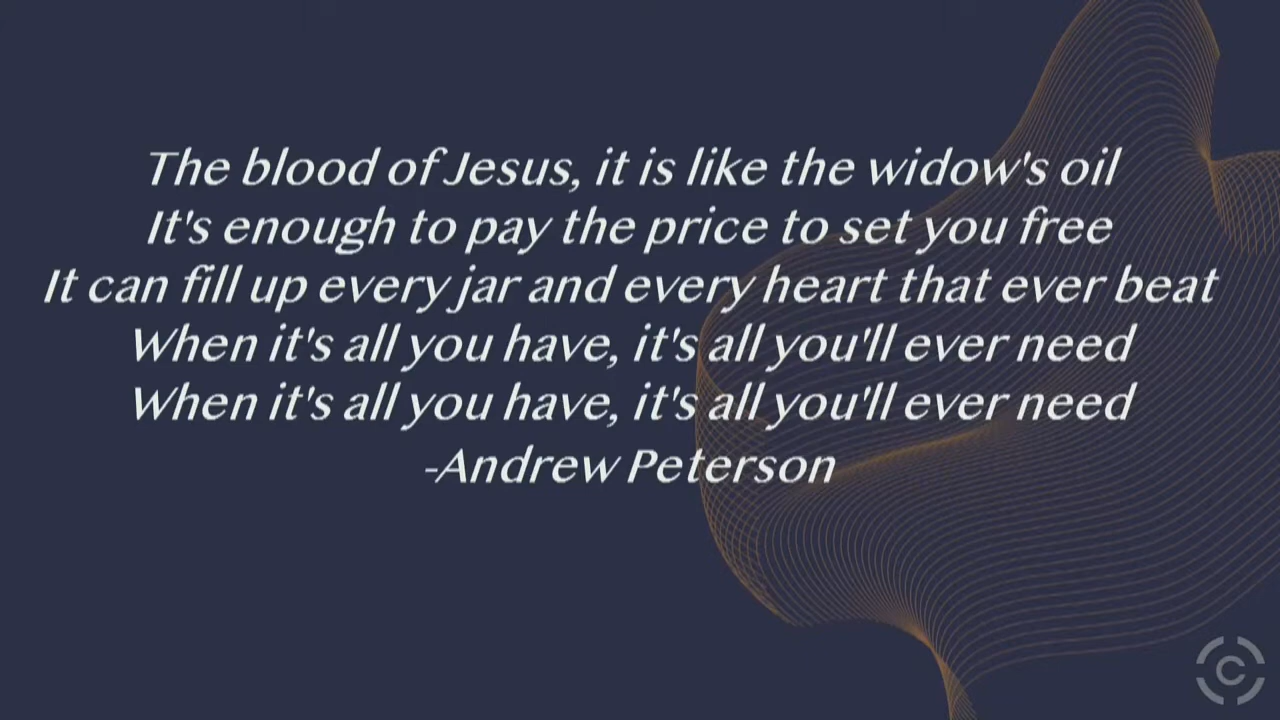 The blood of Jesus, it is like the widow's oil
It's enough to pay the price to set you free
It can fill up every jar and every heart that ever beat
When it's all you have, it's all you'll ever need
When it's all you have, it's all you'll ever need
-Andrew Peterson
C